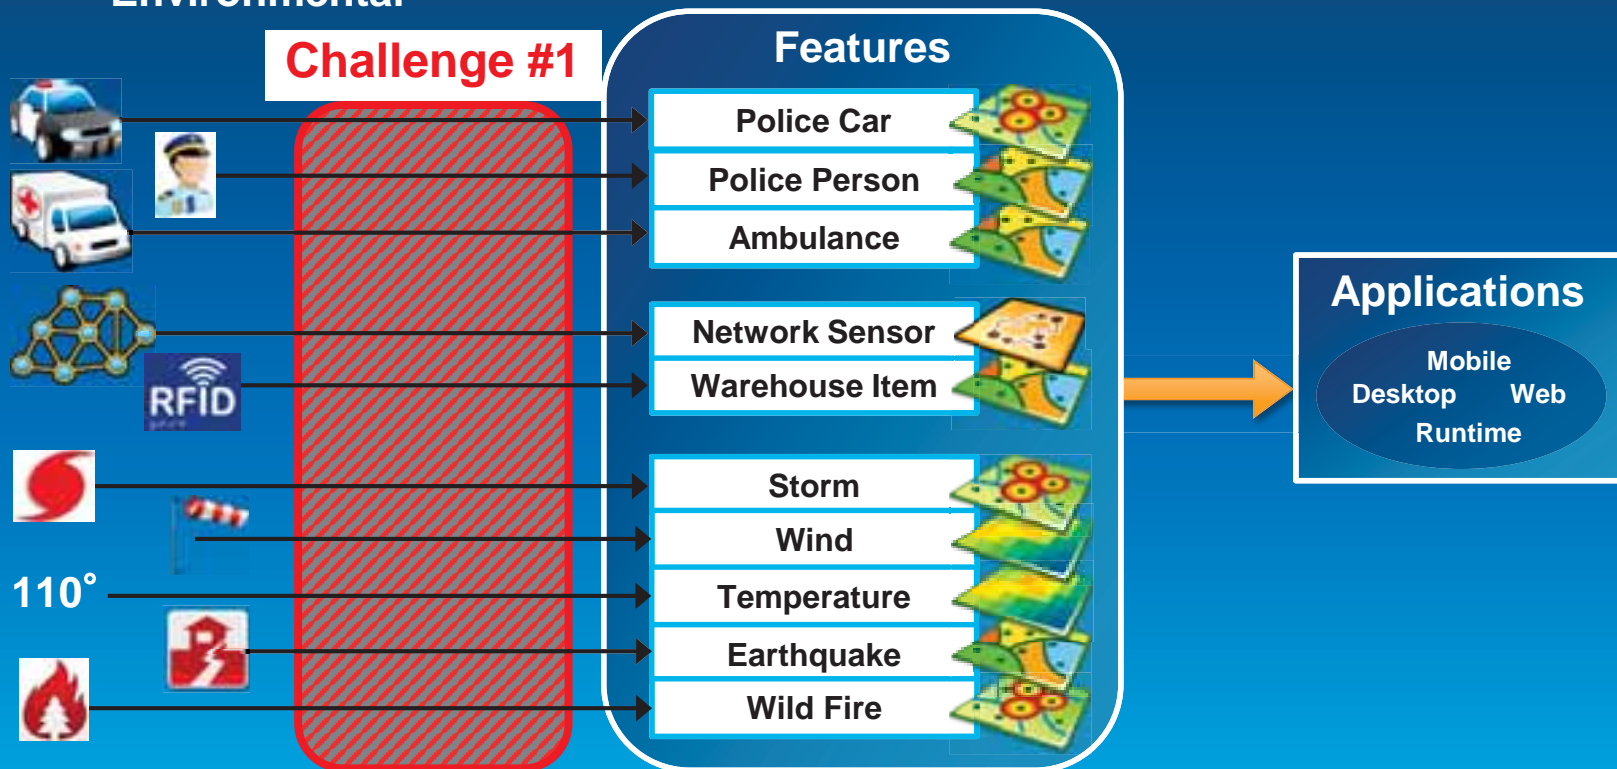 Environmental
Challenge #1
Features
Police Car
Police Person
Ambulance
Network Sensor
RFID
Warehouse Item
Storm
Wind
110°
Temperature
Earthquake
Wild Fire
Applications
Mobile
Desktop Web
Runtime